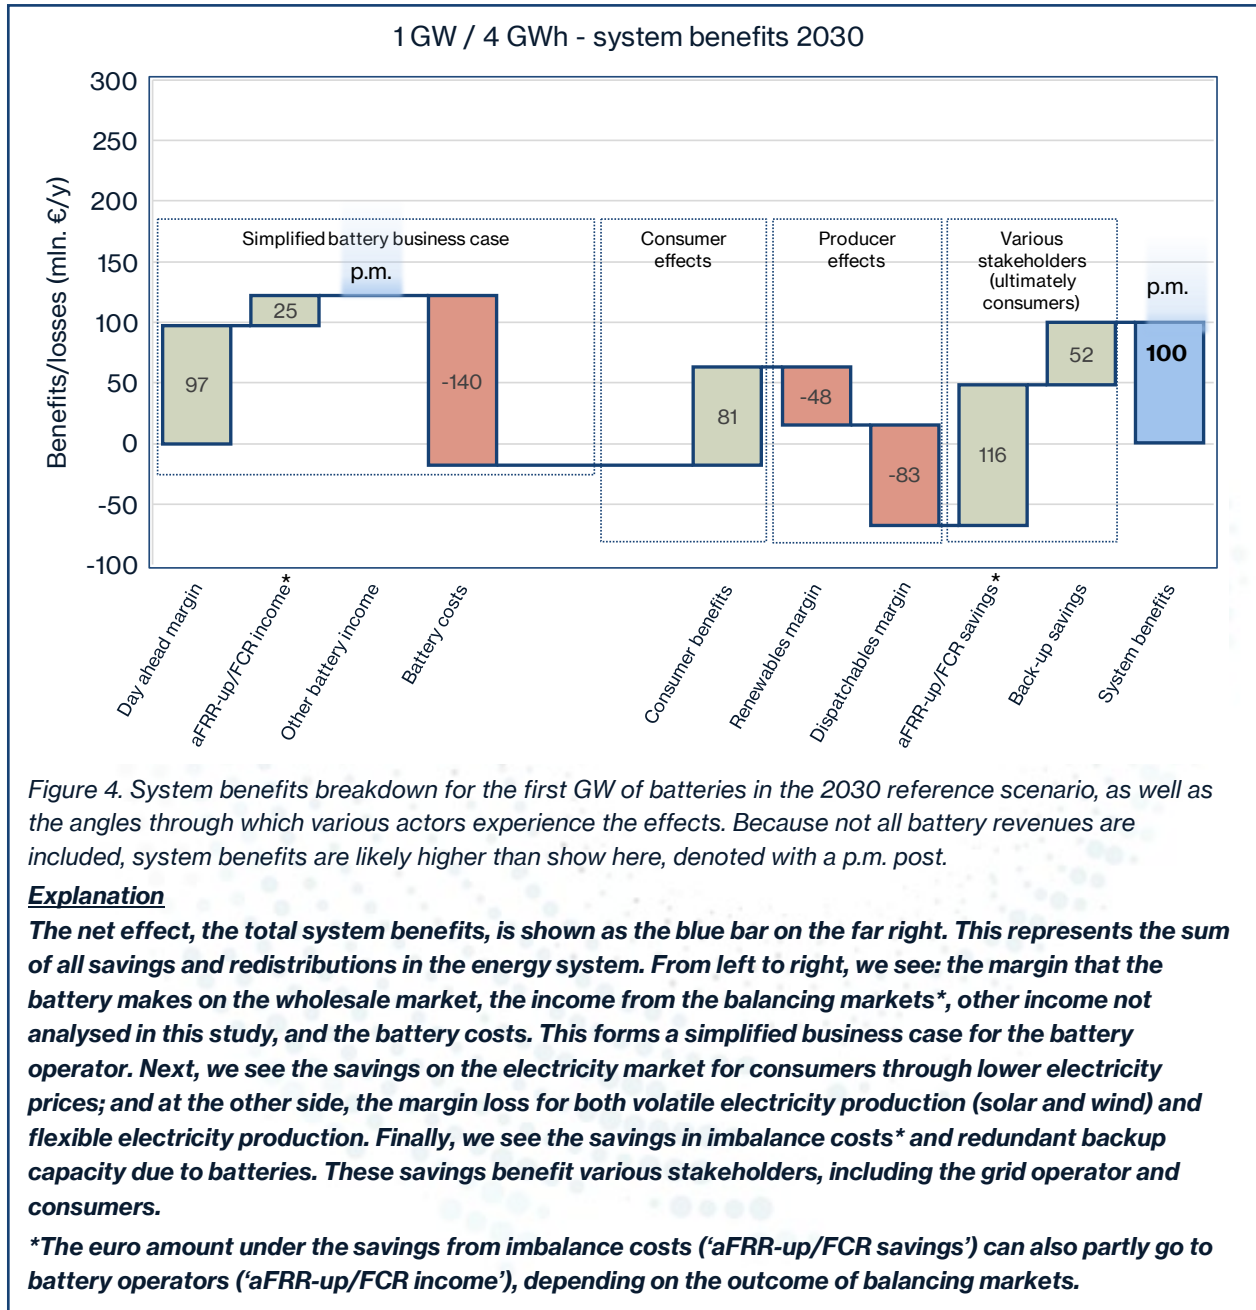 1 GW / 4 GWh - system benefits 2030
Benefits/losses (mln. €/y)
300
250
200
150
100
50
0
-50
-100
Simplified battery business case
p.m.
97
25
-140
Consumer
effects
81
Producer
effects
-48
-83
Various
stakeholders
(ultimately
consumers)
116
52
p.m.
100
Day ahead margin
aFRR-up/FCR income*
Other battery income
Battery costs
Consumer benefits
Renewables margin
Dispatchables margin
aFRR-up/FCR savings*
Back-up savings
System benefits
Figure 4. System benefits breakdown for the first GW of batteries in the 2030 reference scenario, as well as
the angles through which various actors experience the effects. Because not all battery revenues are
included, system benefits are likely higher than show here, denoted with a p.m. post.
Explanation
The net effect, the total system benefits, is shown as the blue bar on the far right. This represents the sum
of all savings and redistributions in the energy system. From left to right, we see: the margin that the
battery makes on the wholesale market, the income from the balancing markets*, other income not
analysed in this study, and the battery costs. This forms a simplified business case for the battery
operator. Next, we see the savings on the electricity market for consumers through lower electricity
prices; and at the other side, the margin loss for both volatile electricity production (solar and wind) and
flexible electricity production. Finally, we see the savings in imbalance costs* and redundant backup
capacity due to batteries. These savings benefit various stakeholders, including the grid operator and
consumers.
*The euro amount under the savings from imbalance costs (‘aFRR-up/FCR savings’) can also partly go to
battery operators (‘aFRR-up/FCR income’), depending on the outcome of balancing markets.